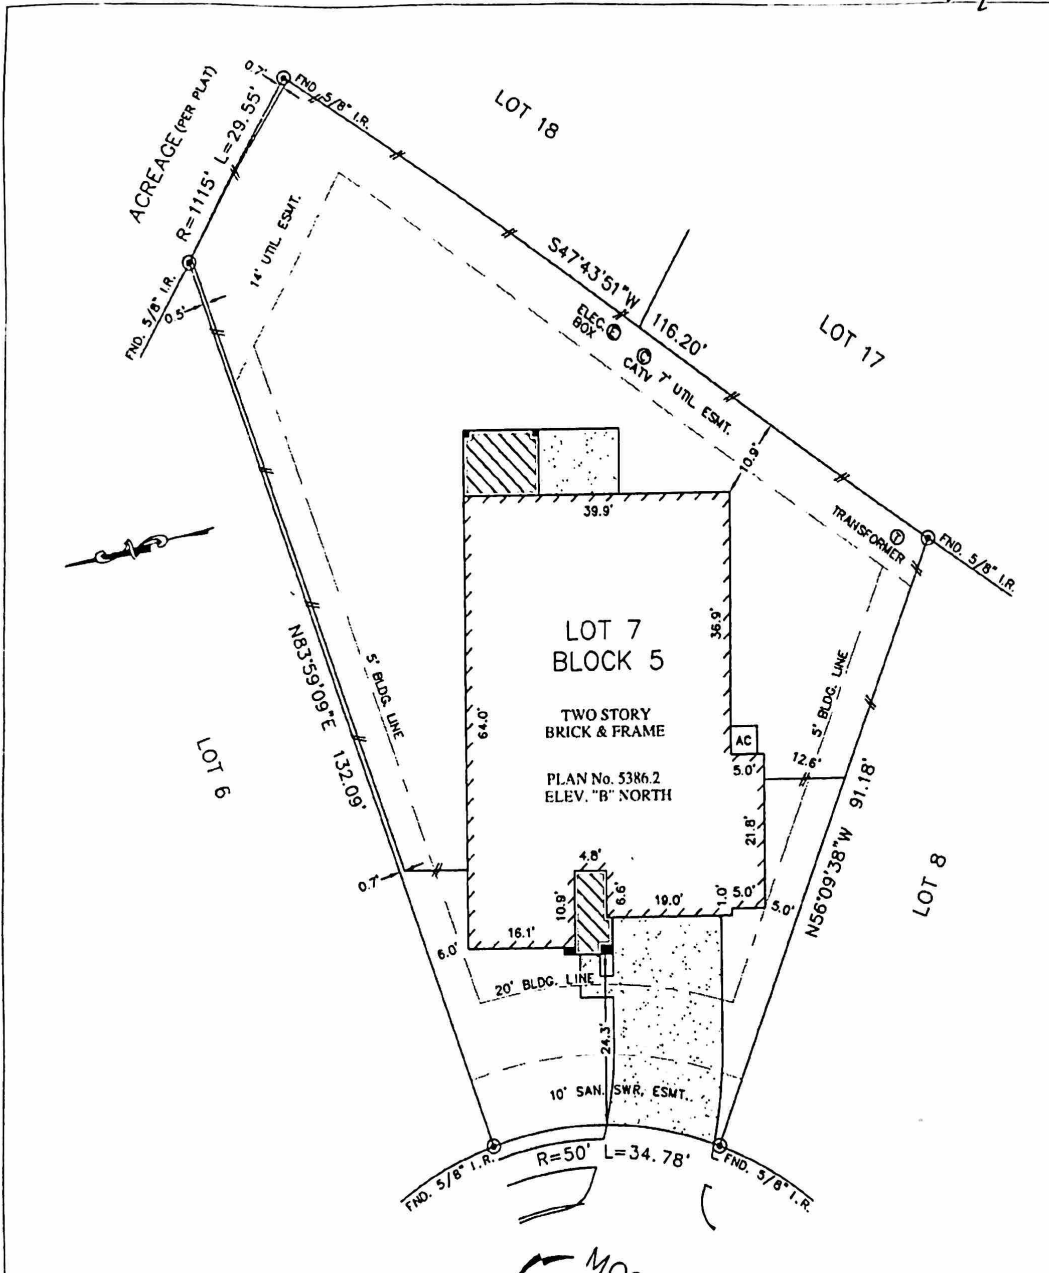 0.7'
FND. 5/8" I.R.
LOT 18
ACREAGE (PER PLAT)
R=1115' L=29.55'
14' UTIL. ESMT.
FND. 5/8" I.R.
0.5'
S47°43'51"W 116.20'
ELEC.
BOX
E
C
CATV 7' UTIL. ESMT.
LOT 17
10.9'
39.9'
TRANSFORMER
T
FND. 5/8" I.R.
LOT 7
BLOCK 5
36.9'
N83°59'09"E 132.09'
5' BLDG. LINE
64.0'
TWO STORY
BRICK & FRAME
PLAN No. 5386.2
ELEV. "B" NORTH
AC
5.0'
12.6'
5' BLDG. LINE
N56°09'38"W 91.18'
LOT 6
21.8'
LOT 8
4.8'
0.7'
10.9'
6.6'
19.0'
1.0'
5.0'
5.0'
16.1'
6.0'
20' BLDG. LINE
24.3'
10' SAN. SWR. ESMT.
R=50' L=34.78'
FND. 5/8" I.R.
FND. 5/8" I.R.